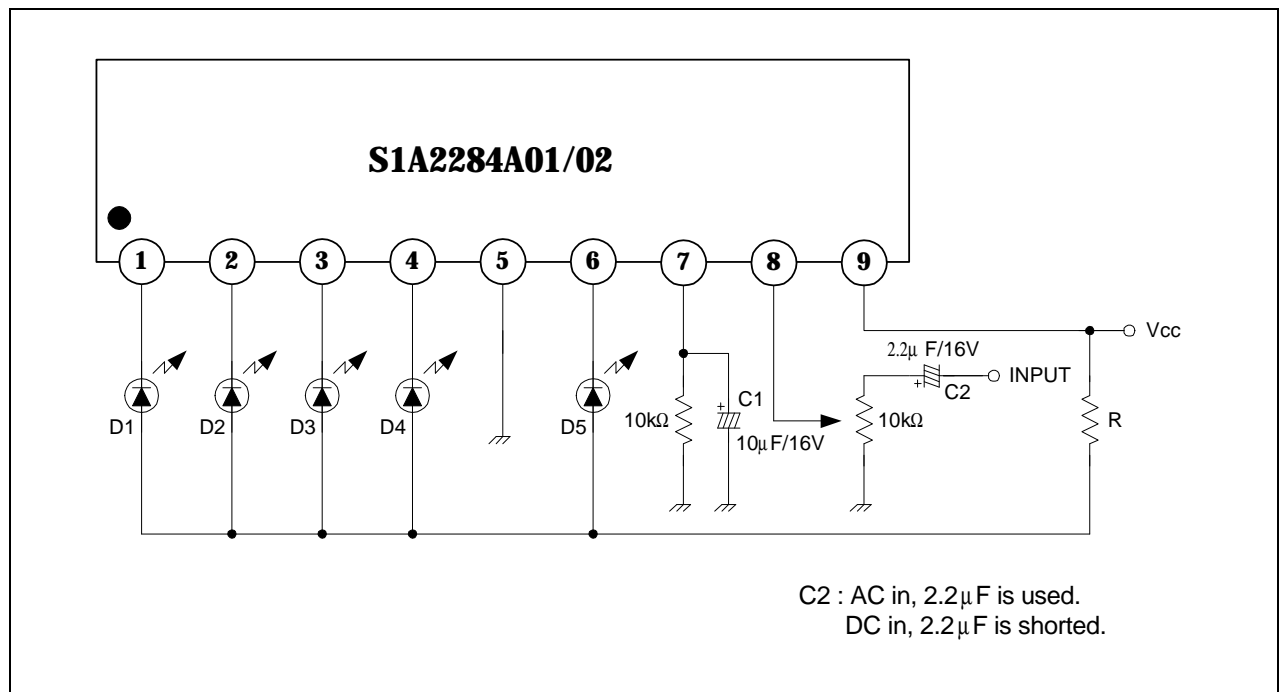 S1A2284A01/02
1 2 3 4 5 6 7 8 9
Vcc
2.2μF/16V
INPUT
C2
C1
10kΩ
10μF/16V
10kΩ
R
D1 D2 D3 D4 D5
C2 : AC in, 2.2μF is used.
DC in, 2.2μF is shorted.